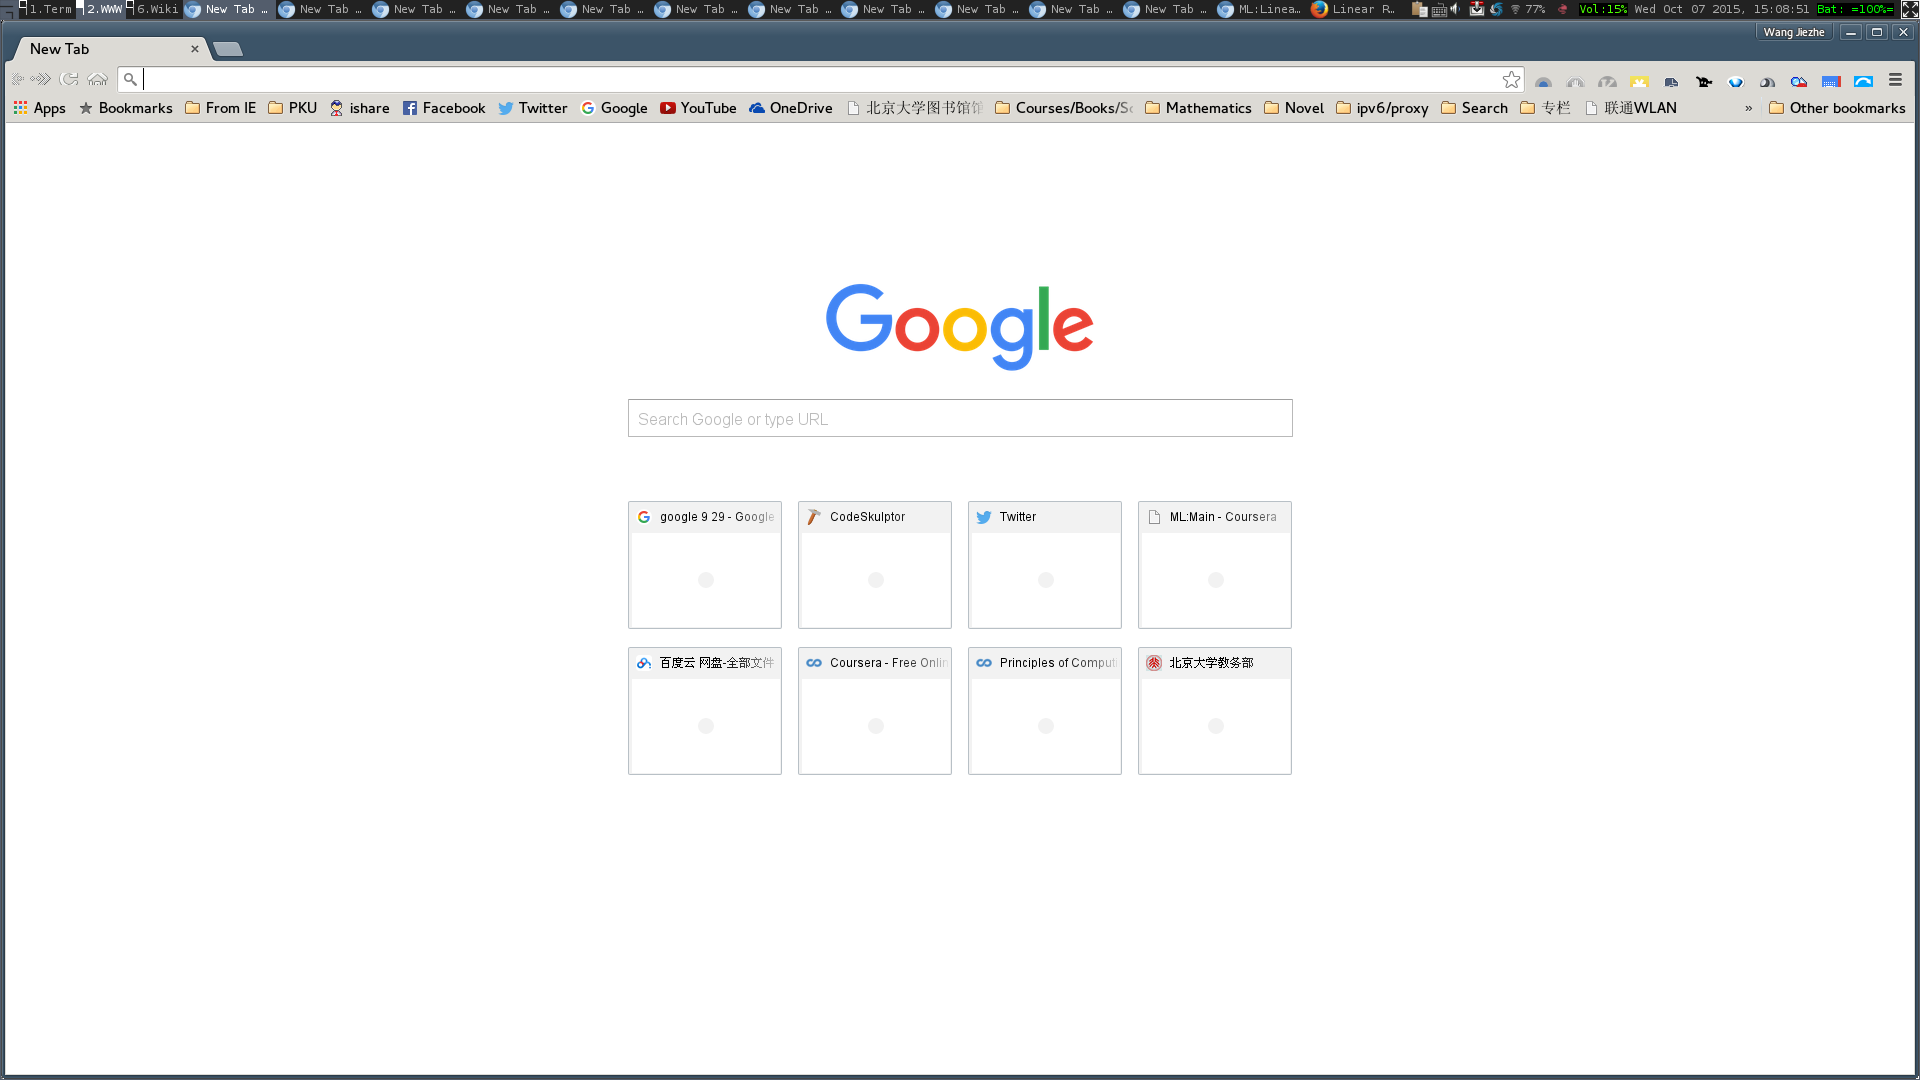 1.Term 2.WWW 6.Wiki New Tab … New Tab … New Tab … New Tab … New Tab … New Tab … New Tab … New Tab … New Tab … New Tab … New Tab … ML:Linea… Linear R… 77% Vol:15% Wed Oct 07 2015, 15:08:51 Bat: =100%=
New Tab Wang Jiezhe
Apps Bookmarks From IE PKU ishare Facebook Twitter Google YouTube OneDrive 北京大学图书馆 Courses/Books/Sc Mathematics Novel ipv6/proxy Search 专栏 联通WLAN » Other bookmarks
Google
Search Google or type URL
google 9 29 - Google CodeSkulptor Twitter ML:Main - Coursera
百度云 网盘-全部文件 Coursera - Free Onlin Principles of Computi 北京大学教务部